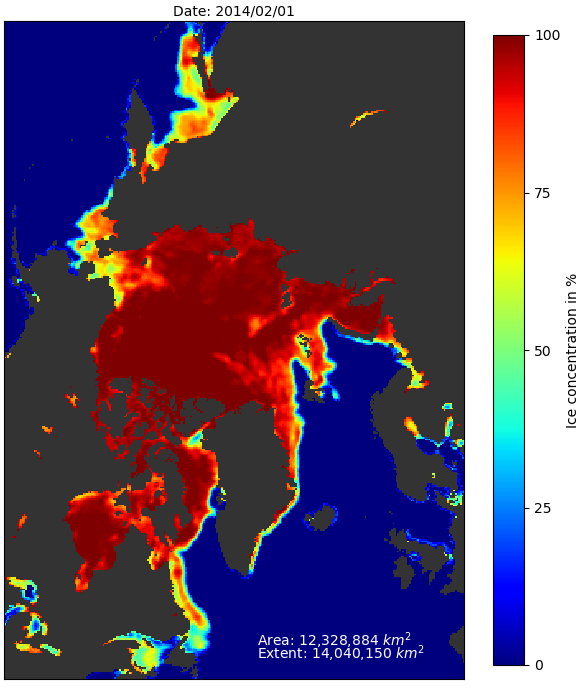 Date: 2014/02/01
100
75
50
25
0
Ice concentration in %
Area: 12,328,884 km²
Extent: 14,040,150 km²